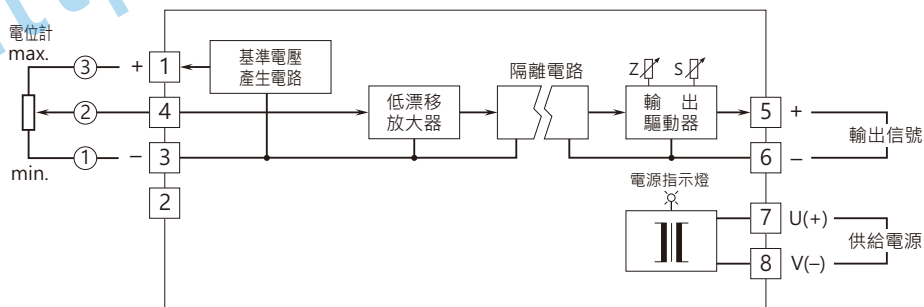 電位計
max.
3
+
1
基準電壓
產生電路
2
4
低漂移
放大器
隔離電路
Z
S
輸 出
驅動器
5
+
輸出信號
1
–
3
6
–
min.
2
電源指示燈
7
U(+)
供給電源
8
V(–)